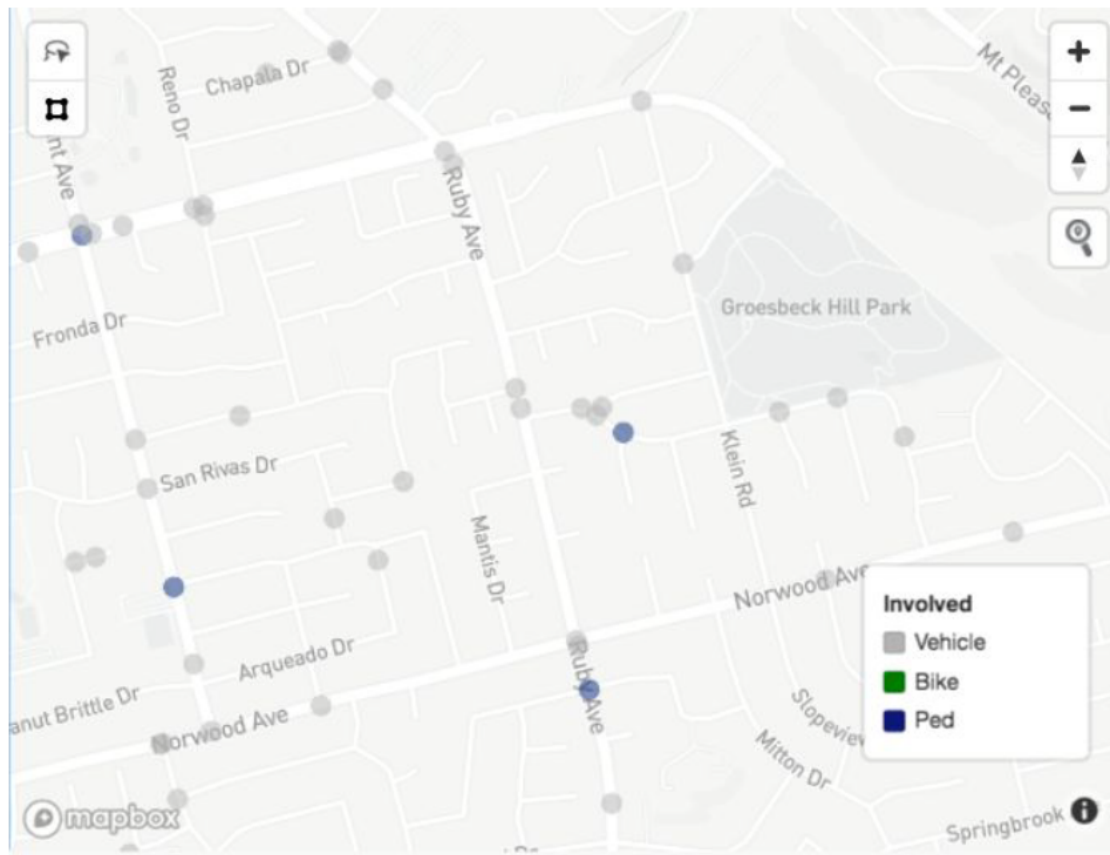 Chapala Dr
Reno Dr
Mt Pleas
nt Ave
Ruby Ave
Groesbeck Hill Park
Fronda Dr
San Rivas Dr
Klein Rd
Mantis Dr
Norwood Ave
Involved
Vehicle
Bike
Ped
Arqueado Dr
Ruby Ave
anut Brittle Dr
Norwood Ave
Slopeview
Mitton Dr
mapbox
Springbrook